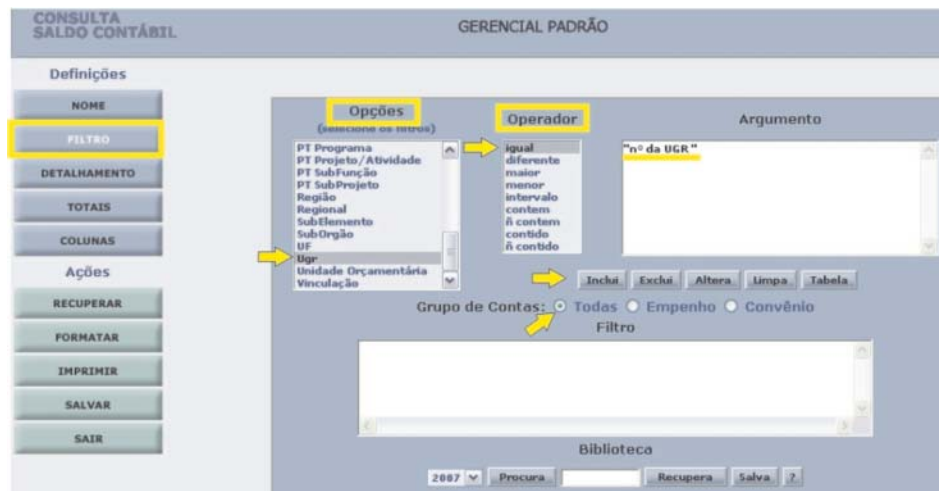 CONSULTA
SALDO CONTÁBIL
GERENCIAL PADRÃO
Definições
NOME
FILTRO
DETALHAMENTO
TOTAIS
COLUNAS
Ações
RECUPERAR
FORMATAR
IMPRIMIR
SALVAR
SAIR
Opções
(selecione os filtros)
PT Programa
PT Projeto/Atividade
PT SubFunção
PT SubProjeto
Região
Regional
SubElemento
SubOrgão
UF
Ugr
Unidade Orçamentária
Vinculação
Operador
igual
diferente
maior
menor
intervalo
contem
ñ contem
contido
ñ contido
Argumento
"nº da UGR"
Inclui Exclui Altera Limpa Tabela
Grupo de Contas: Todas Empenho Convênio
Filtro
Biblioteca
2007 Procura Recupera Salva ?